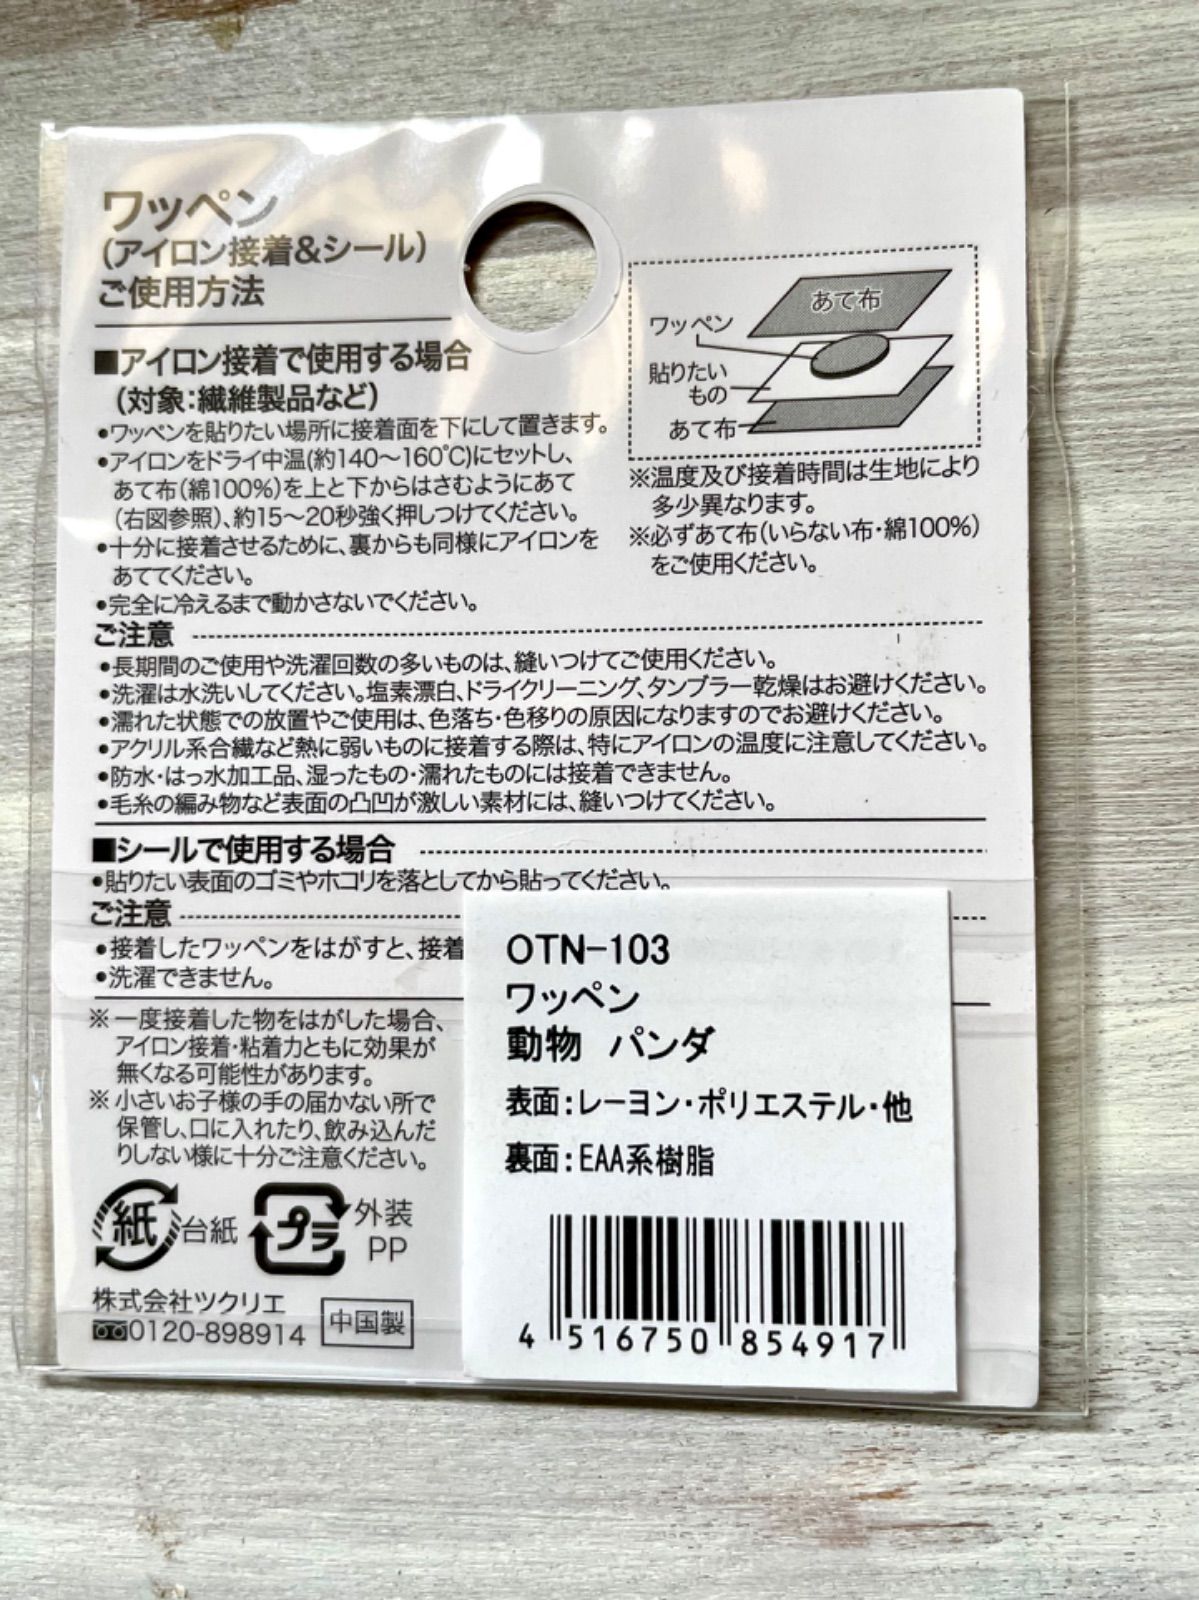 ワッペン
(アイロン接着&シール)
ご使用方法
■アイロン接着で使用する場合
(対象:繊維製品など)
•ワッペンを貼りたい場所に接着面を下にして置きます。
•アイロンをドライ中温(約140～160℃)にセットし、
あて布(綿100%)を上と下からはさむようにあて
(右図参照)、約15～20秒強く押しつけてください。
•十分に接着させるために、裏からも同様にアイロンを
あててください。
•完全に冷えるまで動かさないでください。
あて布
ワッペン
貼りたい
もの
あて布
※温度及び接着時間は生地により
多少異なります。
※必ずあて布(いらない布・綿100%)
をご使用ください。
ご注意
•長期間のご使用や洗濯回数の多いものは、縫いつけてご使用ください。
•洗濯は水洗いしてください。塩素漂白、ドライクリーニング、タンブラー乾燥はお避けください。
•濡れた状態での放置やご使用は、色落ち・色移りの原因になりますのでお避けください。
•アクリル系合繊など熱に弱いものに接着する際は、特にアイロンの温度に注意してください。
•防水・はっ水加工品、湿ったもの・濡れたものには接着できません。
•毛糸の編み物など表面の凸凹が激しい素材には、縫いつけてください。
■シールで使用する場合
•貼りたい表面のゴミやホコリを落としてから貼ってください。
ご注意
•接着したワッペンをはがすと、接着
•洗濯できません。
※一度接着した物をはがした場合、
アイロン接着・粘着力ともに効果が
無くなる可能性があります。
※小さいお子様の手の届かない所で
保管し、口に入れたり、飲み込んだ
りしない様に十分ご注意ください。
紙 台紙 プラ 外装
PP
株式会社ツクリエ
0120-898914 中国製
OTN-103
ワッペン
動物 パンダ
表面:レーヨン・ポリエステル・他
裏面:EAA系樹脂
4 516750 854917